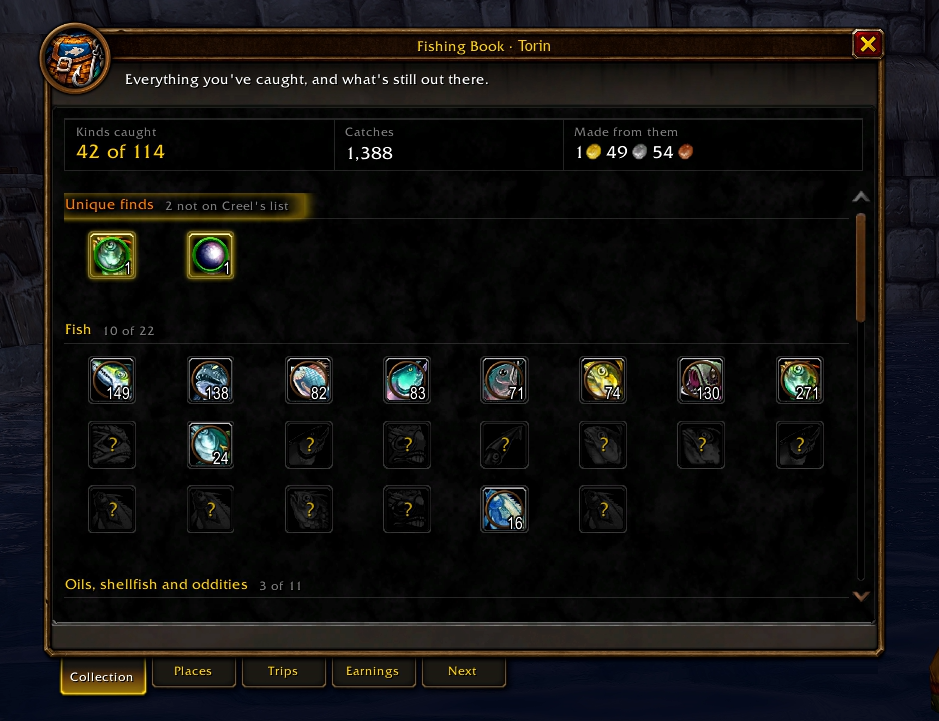 Fishing Book · Torin
Everything you've caught, and what's still out there.
Kinds caught
42 of 114
Catches
1,388
Made from them
1 49 54
Unique finds 2 not on Creel's list
1 1
Fish 10 of 22
149 138 82 83 71 74 130 271
? 24 ? ? ? ? ? ?
? ? ? ? 16 ?
Oils, shellfish and oddities 3 of 11
Collection Places Trips Earnings Next